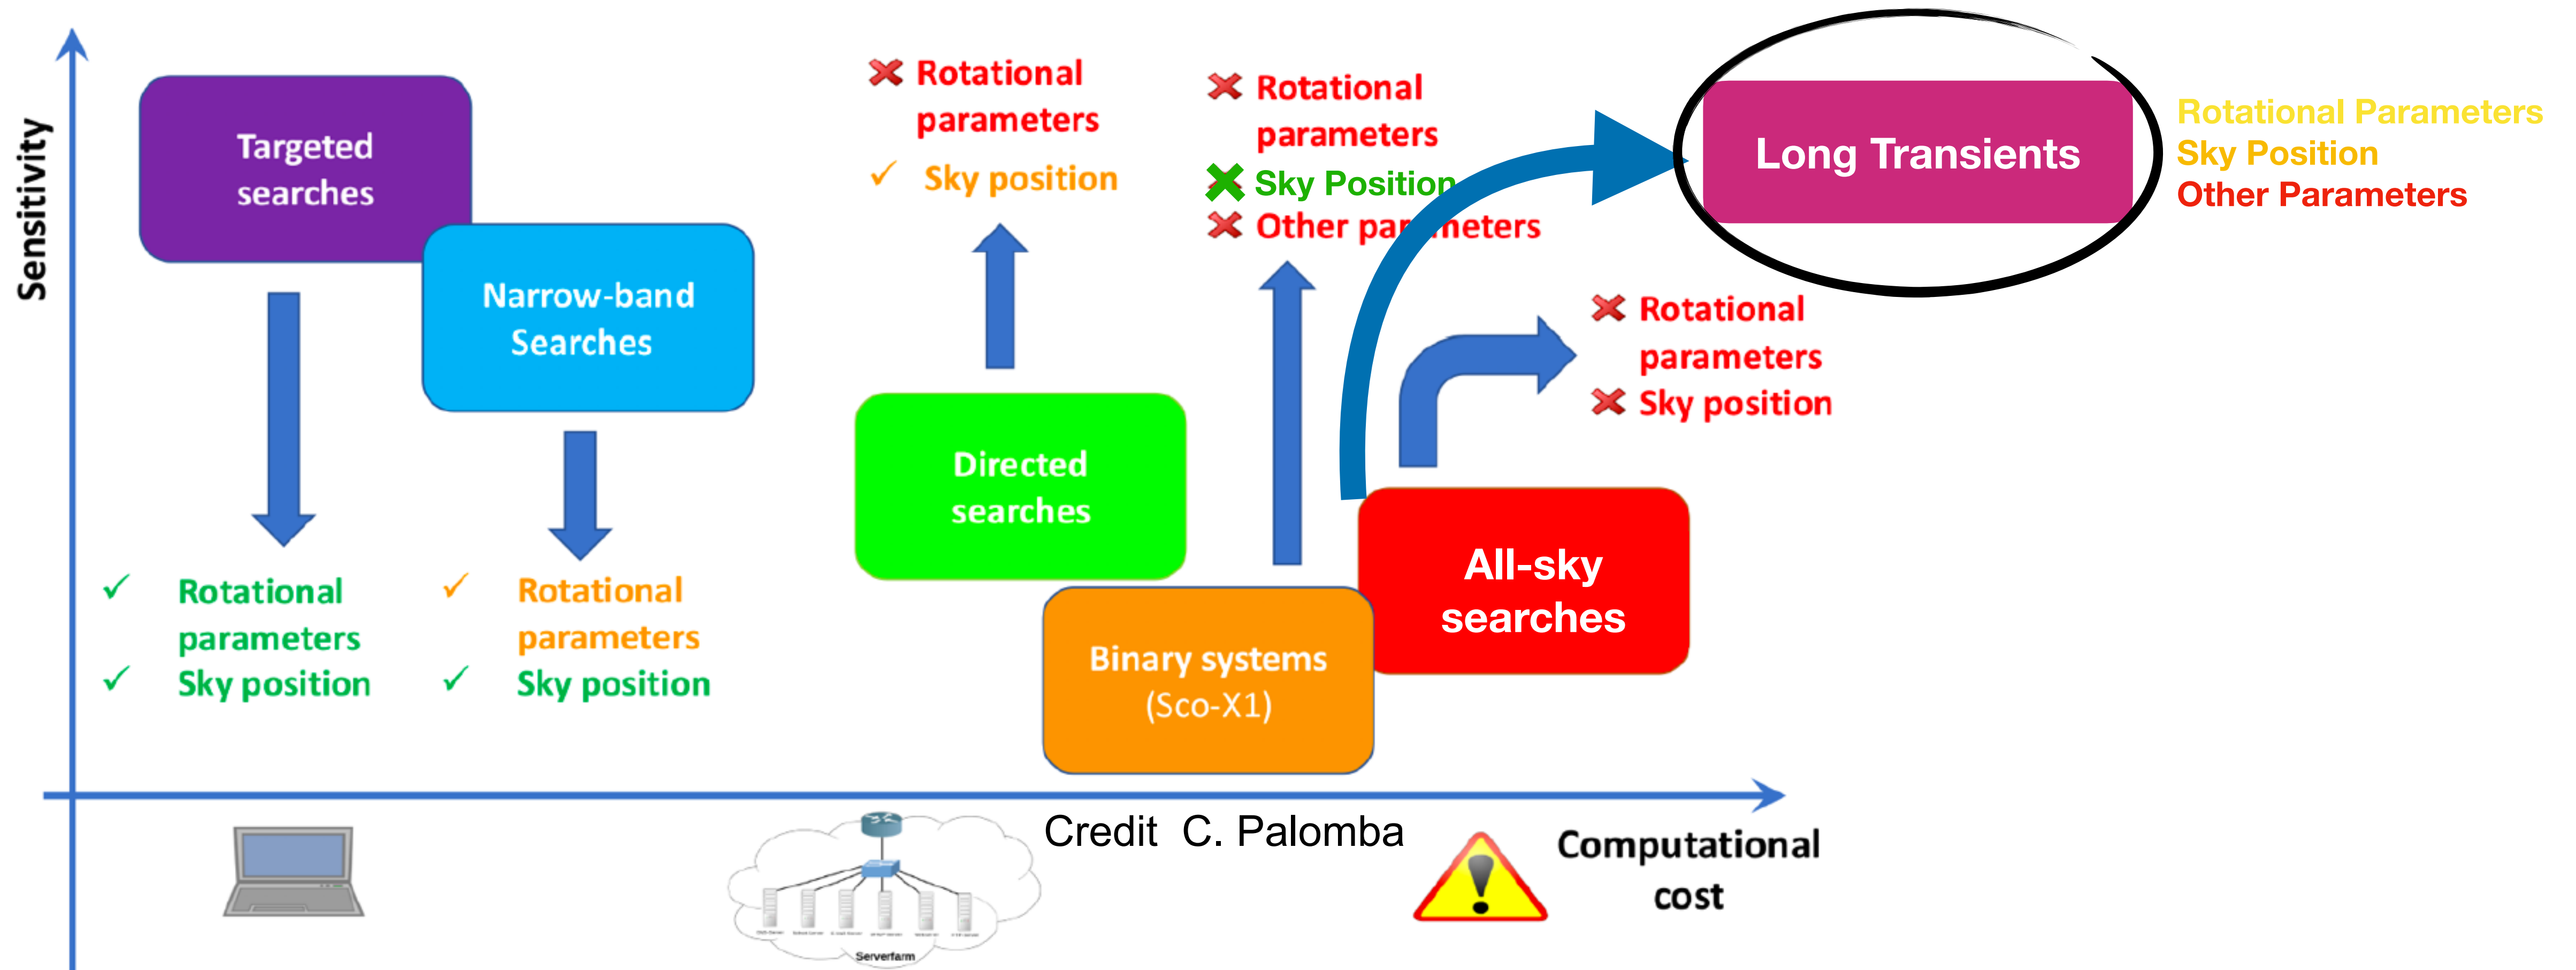 Sensitivity
Targeted
searches
Narrow-band
Searches
Rotational
parameters
Sky position
Rotational
parameters
Sky position
Rotational
parameters
Sky position
Directed
searches
Rotational
parameters
Sky Position
Other parameters
Binary systems
(Sco-X1)
All-sky
searches
Rotational
parameters
Sky position
Long Transients
Rotational Parameters
Sky Position
Other Parameters
Serverfarm
Credit C. Palomba
Computational
cost